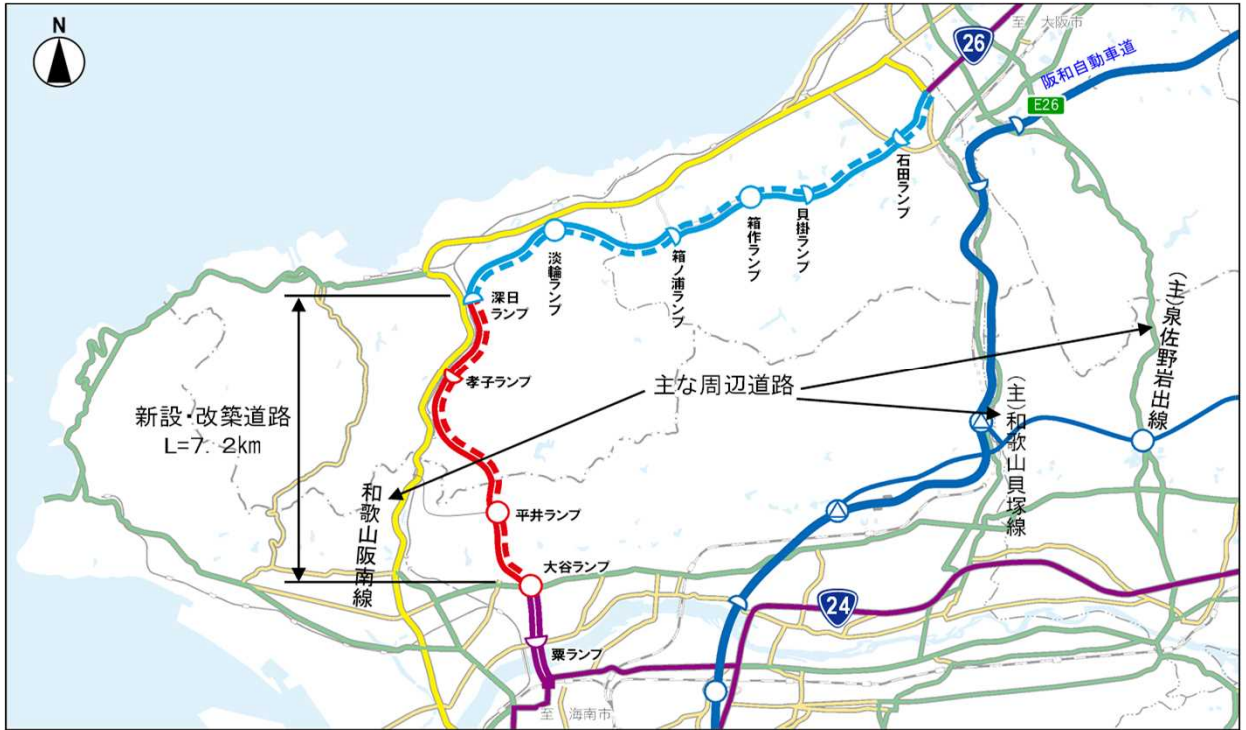 N
至 大阪市
26
阪和自動車道
E26
石田ランプ
貝掛ランプ
箱作ランプ
箱ノ浦ランプ
淡輪ランプ
深日
ランプ
孝子ランプ
主な周辺道路
(主)泉佐野岩出線
(主)和歌山貝塚線
新設・改築道路
L=7. 2km
和歌山阪南線
平井ランプ
大谷ランプ
24
粟ランプ
至 海南市